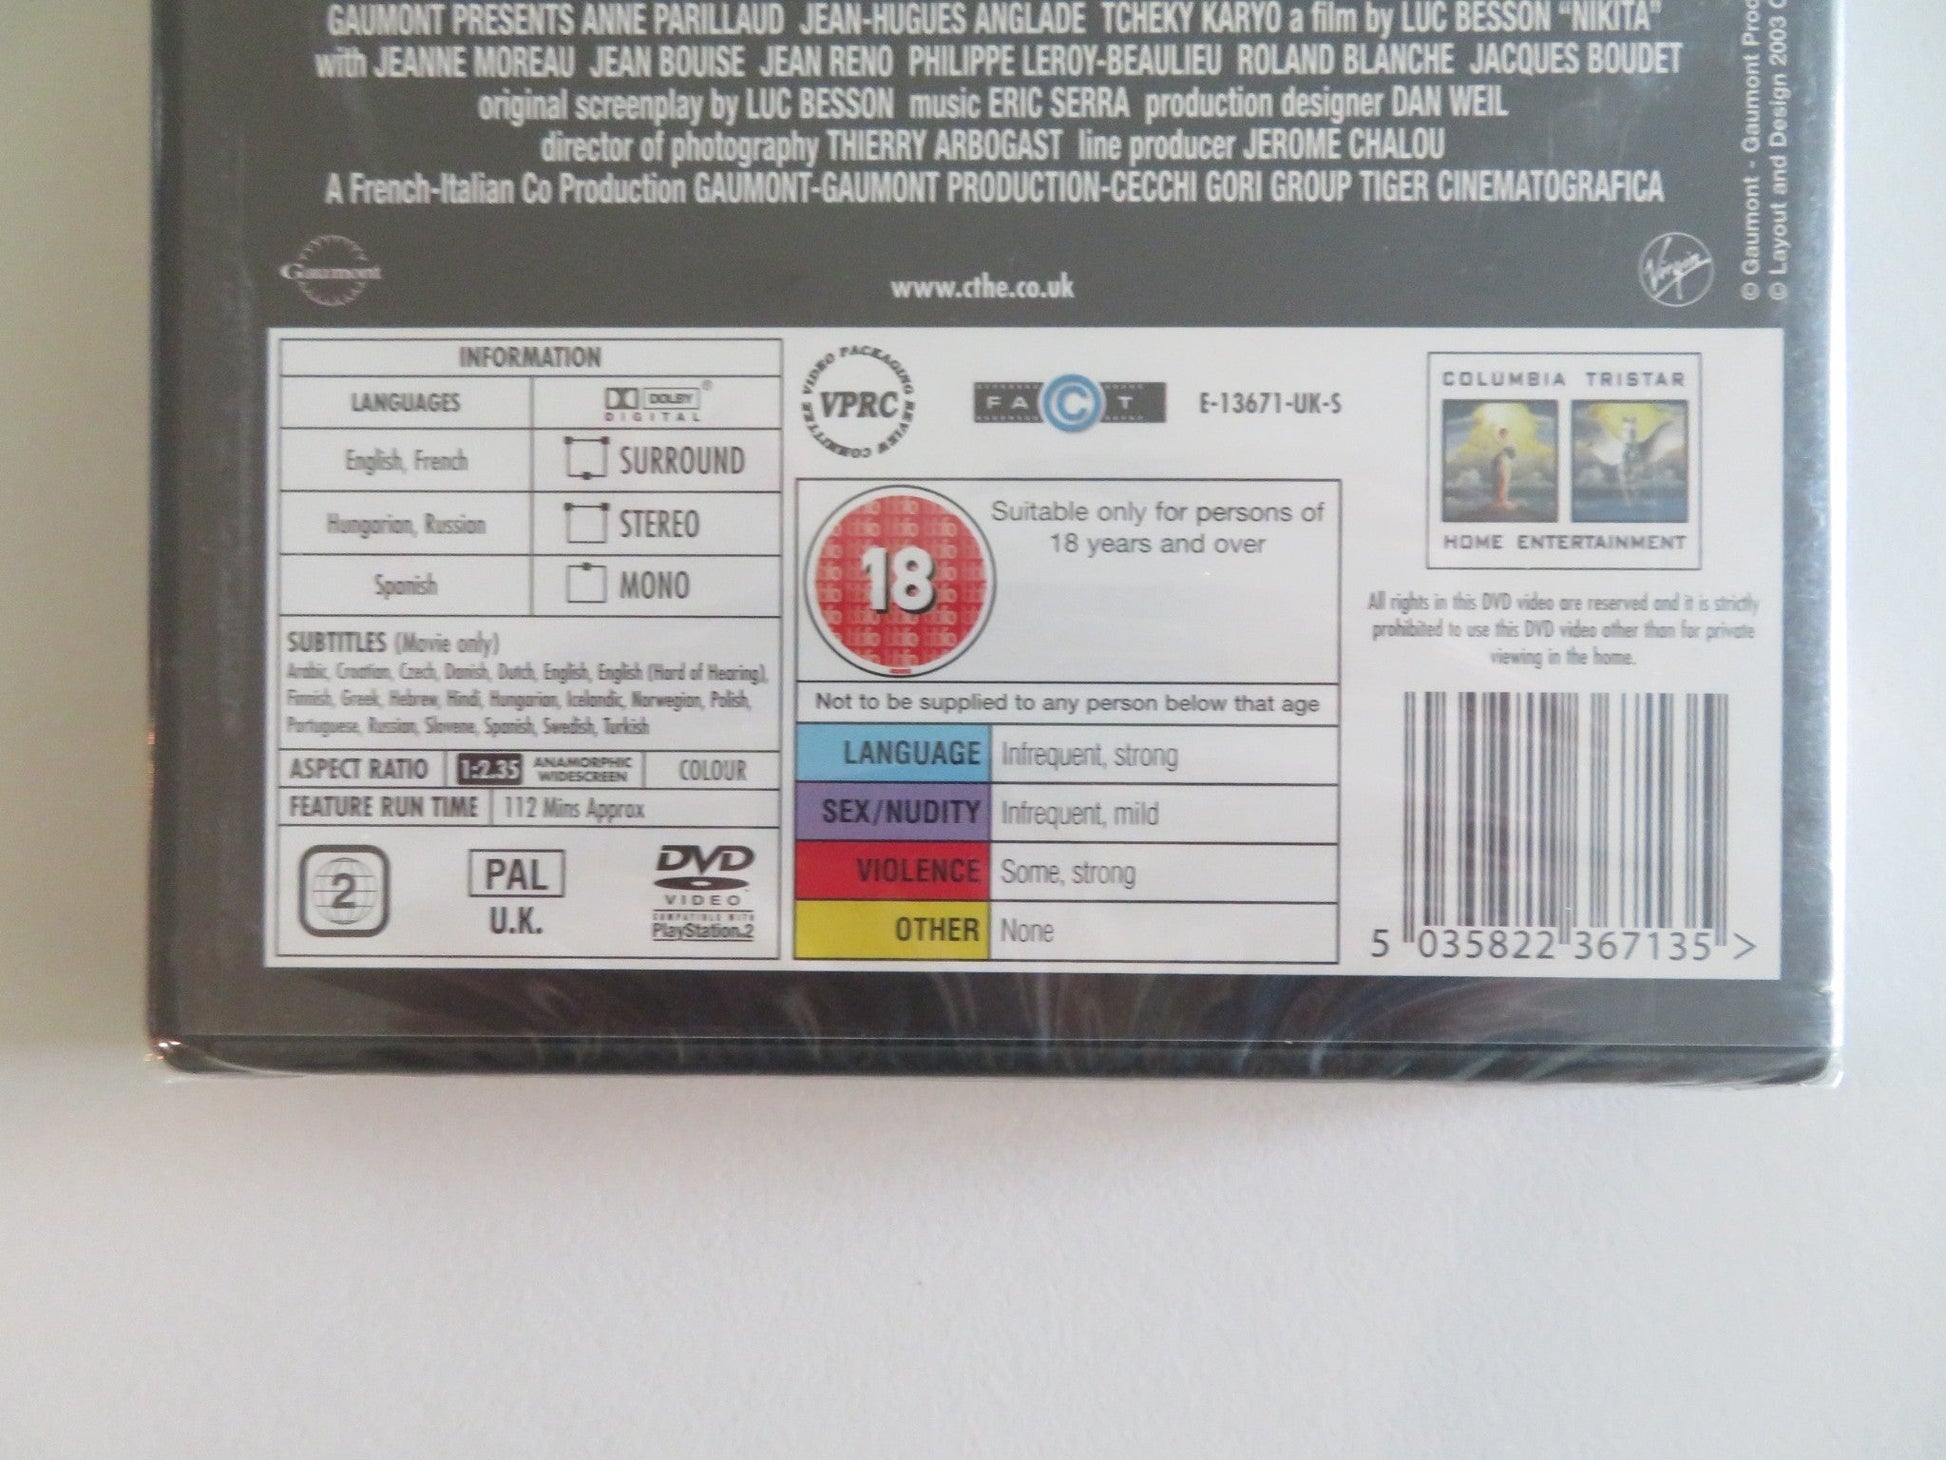 GAUMONT PRESENTS ANNE PARILLAUD JEAN-HUGUES ANGLADE TCHEKY KARYO a film by LUC BESSON "NIKITA"
with JEANNE MOREAU JEAN BOUISE JEAN RENO PHILIPPE LEROY-BEAULIEU ROLAND BLANCHE JACQUES BOUDET
original screenplay by LUC BESSON music ERIC SERRA production designer DAN WEIL
director of photography THIERRY ARBOGAST line producer JEROME CHALOU
A French-Italian Co Production GAUMONT-GAUMONT PRODUCTION-CECCHI GORI GROUP TIGER CINEMATOGRAFICA
© Gaumont - Gaumont
© Layout and Design 2003
Gaumont
www.cthe.co.uk
Virgin
INFORMATION
LANGUAGES DOLBY®
DIGITAL
English, French SURROUND
Hungarian, Russian STEREO
Spanish MONO
SUBTITLES (Movie only)
Arabic, Croatian, Czech, Danish, Dutch, English, English (Hard of Hearing),
Finnish, Greek, Hebrew, Hindi, Hungarian, Icelandic, Norwegian, Polish,
Portuguese, Russian, Slovene, Spanish, Swedish, Turkish
ASPECT RATIO 1:2.35 ANAMORPHIC WIDESCREEN COLOUR
FEATURE RUN TIME 112 Mins Approx
2
PAL
U.K.
DVD
VIDEO
COMPATIBLE WITH
PlayStation.2
VIDEO PACKAGING REVIEW COMMITTEE
VPRC
FACT
E-13671-UK-S
18
Suitable only for persons of
18 years and over
Not to be supplied to any person below that age
LANGUAGE Infrequent, strong
SEX/NUDITY Infrequent, mild
VIOLENCE Some, strong
OTHER None
COLUMBIA TRISTAR
HOME ENTERTAINMENT
All rights in this DVD video are reserved and it is strictly
prohibited to use this DVD video other than for private
viewing in the home.
5 035822 367135 >